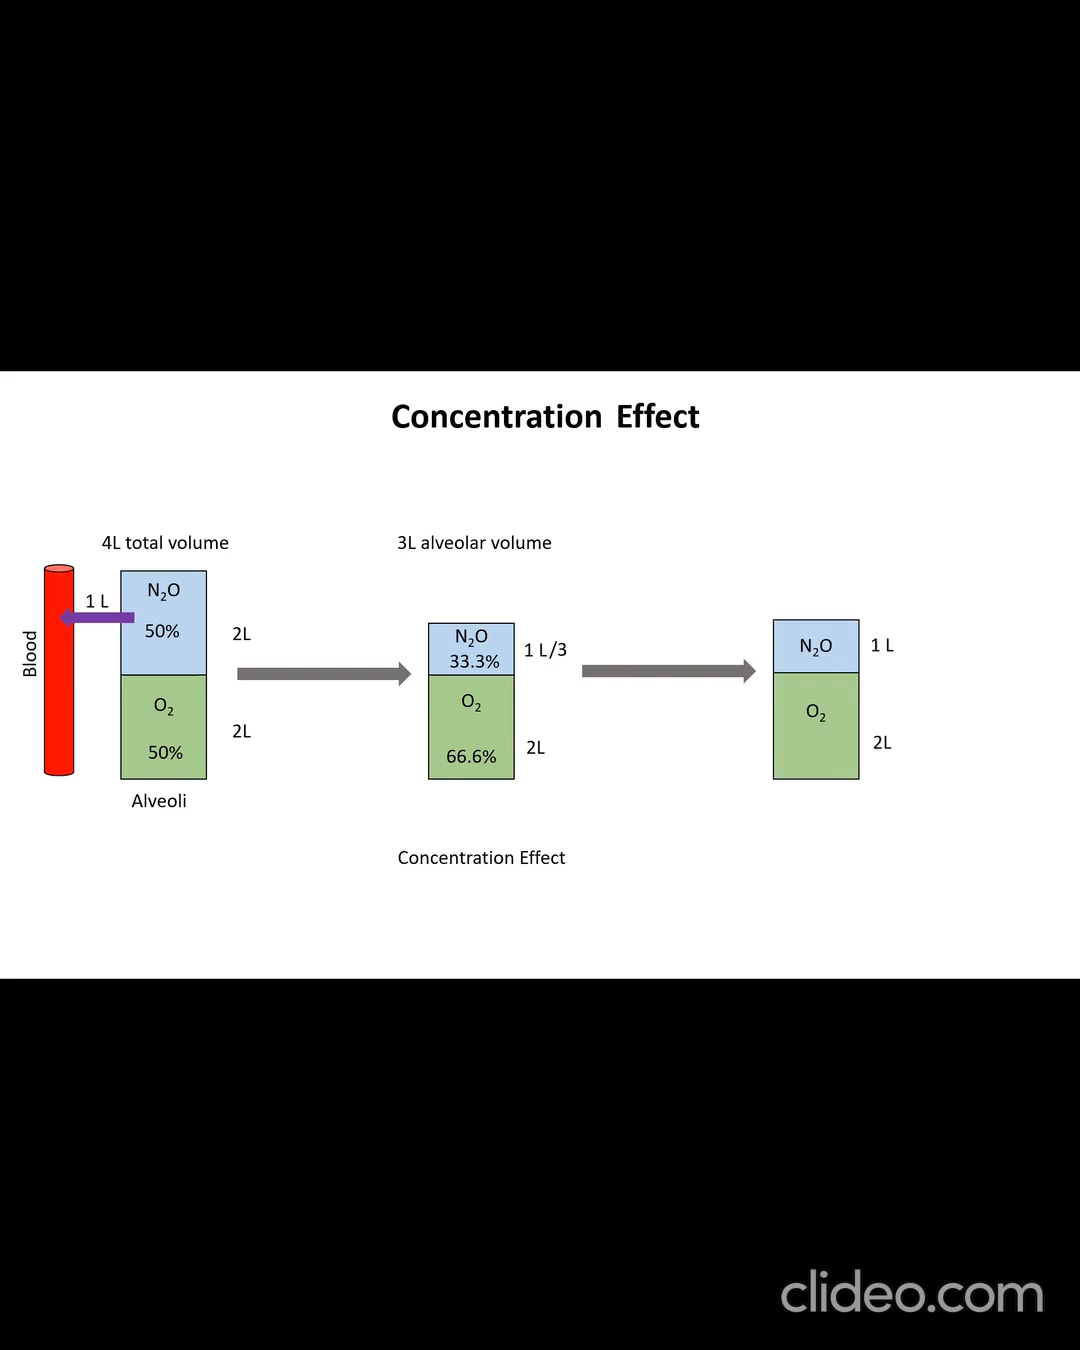 Concentration Effect
4L total volume
3L alveolar volume
Blood
1 L
N₂O
50%
2L
O₂
50%
2L
Alveoli
N₂O
33.3%
1 L/3
O₂
66.6%
2L
N₂O
1 L
O₂
2L
Concentration Effect
clideo.com